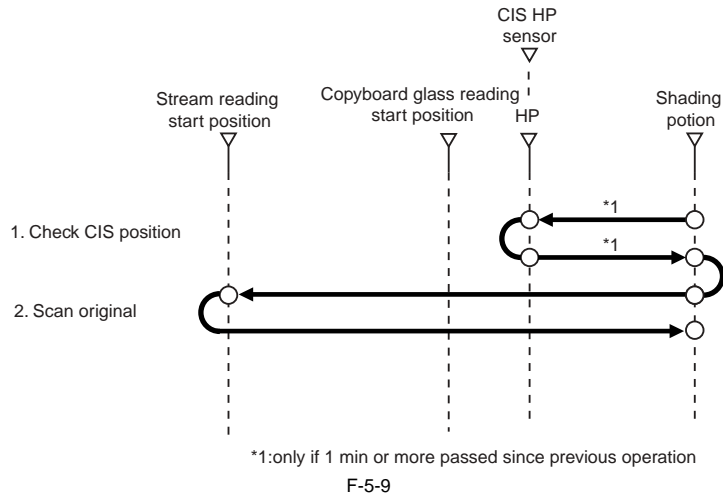 CIS HP
sensor
Stream reading
start position
Copyboard glass reading
start position
HP
Shading
potion
*1
1. Check CIS position
*1
2. Scan original
*1:only if 1 min or more passed since previous operation
F-5-9